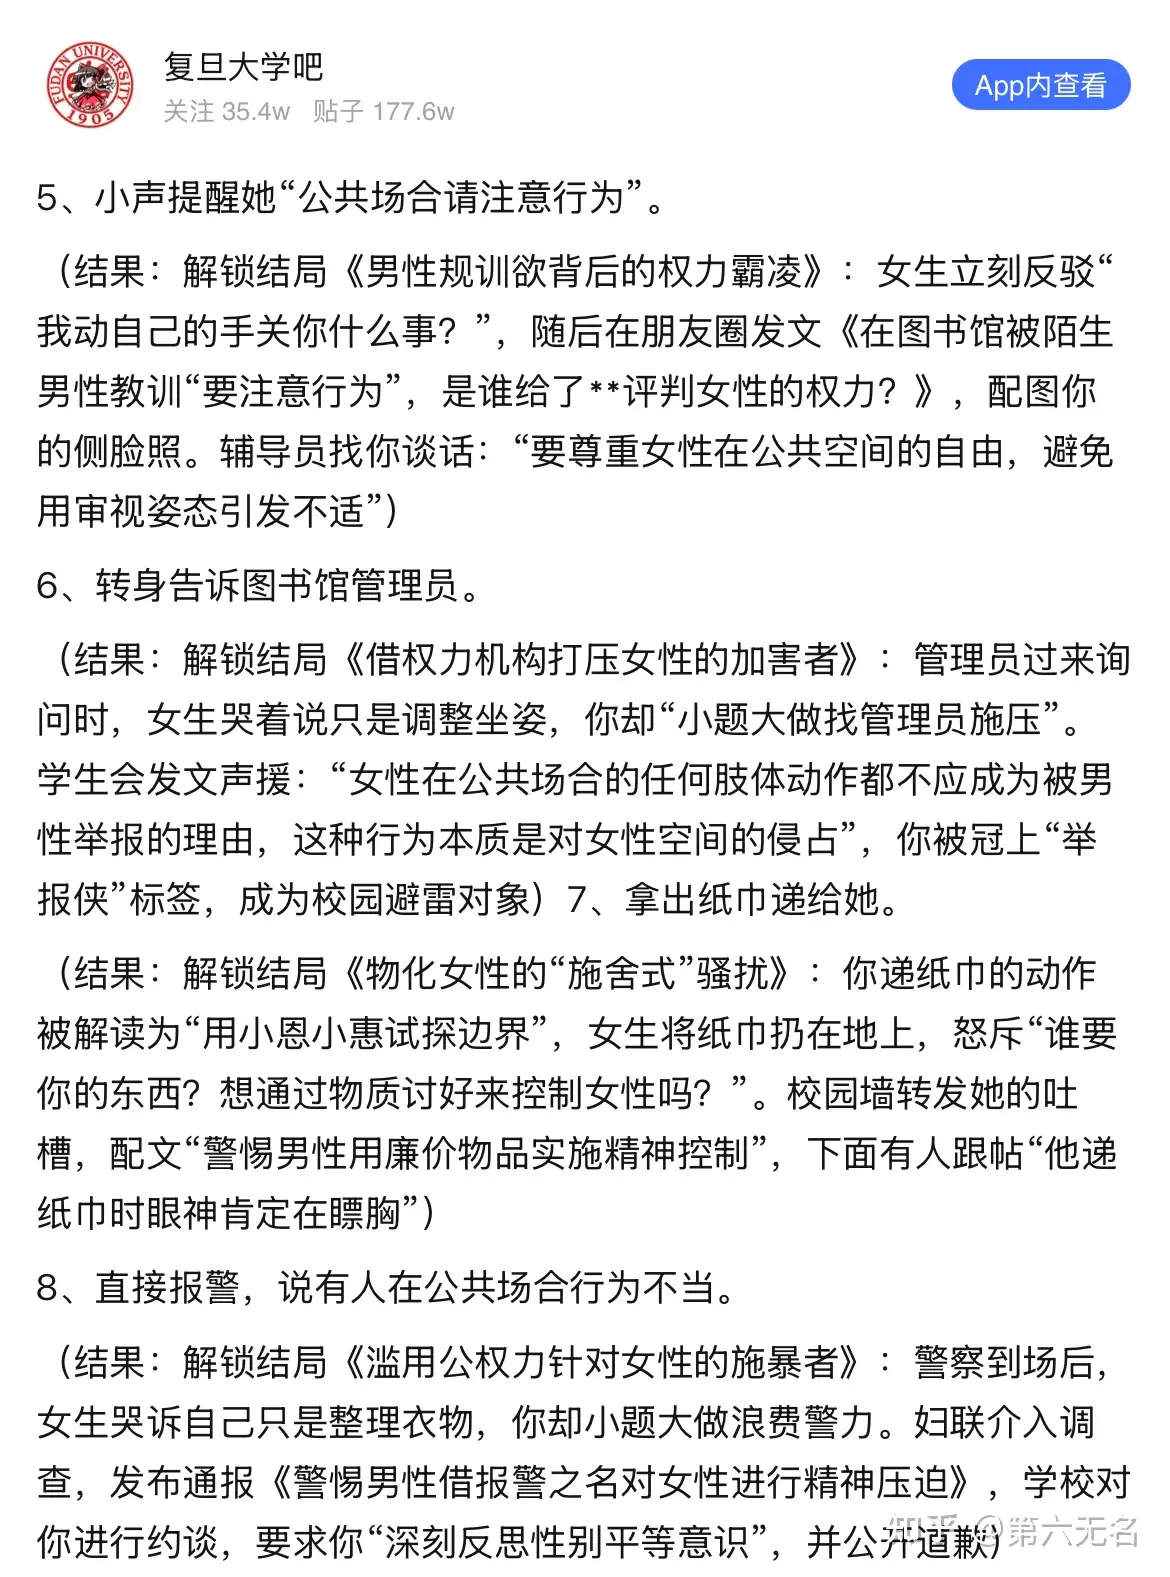 FUDAN UNIVERSITY
1905
复旦大学吧
关注 35.4w 贴子 177.6w
App内查看
5、小声提醒她“公共场合请注意行为”。
（结果：解锁结局《男性规训欲背后的权力霸凌》：女生立刻反驳“
我动自己的手关你什么事？”，随后在朋友圈发文《在图书馆被陌生
男性教训“要注意行为”，是谁给了**评判女性的权力？》，配图你
的侧脸照。辅导员找你谈话：“要尊重女性在公共空间的自由，避免
用审视姿态引发不适”）
6、转身告诉图书馆管理员。
（结果：解锁结局《借权力机构打压女性的加害者》：管理员过来询
问时，女生哭着说只是调整坐姿，你却“小题大做找管理员施压”。
学生会发文声援：“女性在公共场合的任何肢体动作都不应成为被男
性举报的理由，这种行为本质是对女性空间的侵占”，你被冠上“举
报侠”标签，成为校园避雷对象）7、拿出纸巾递给她。
（结果：解锁结局《物化女性的“施舍式”骚扰》：你递纸巾的动作
被解读为“用小恩小惠试探边界”，女生将纸巾扔在地上，怒斥“谁要
你的东西？想通过物质讨好来控制女性吗？”。校园墙转发她的吐
槽，配文“警惕男性用廉价物品实施精神控制”，下面有人跟帖“他递
纸巾时眼神肯定在瞟胸”）
8、直接报警，说有人在公共场合行为不当。
（结果：解锁结局《滥用公权力针对女性的施暴者》：警察到场后，
女生哭诉自己只是整理衣物，你却小题大做浪费警力。妇联介入调
查，发布通报《警惕男性借报警之名对女性进行精神压迫》，学校对
你进行约谈，要求你“深刻反思性别平等意识”，并公开道歉）
知乎 @第六无名